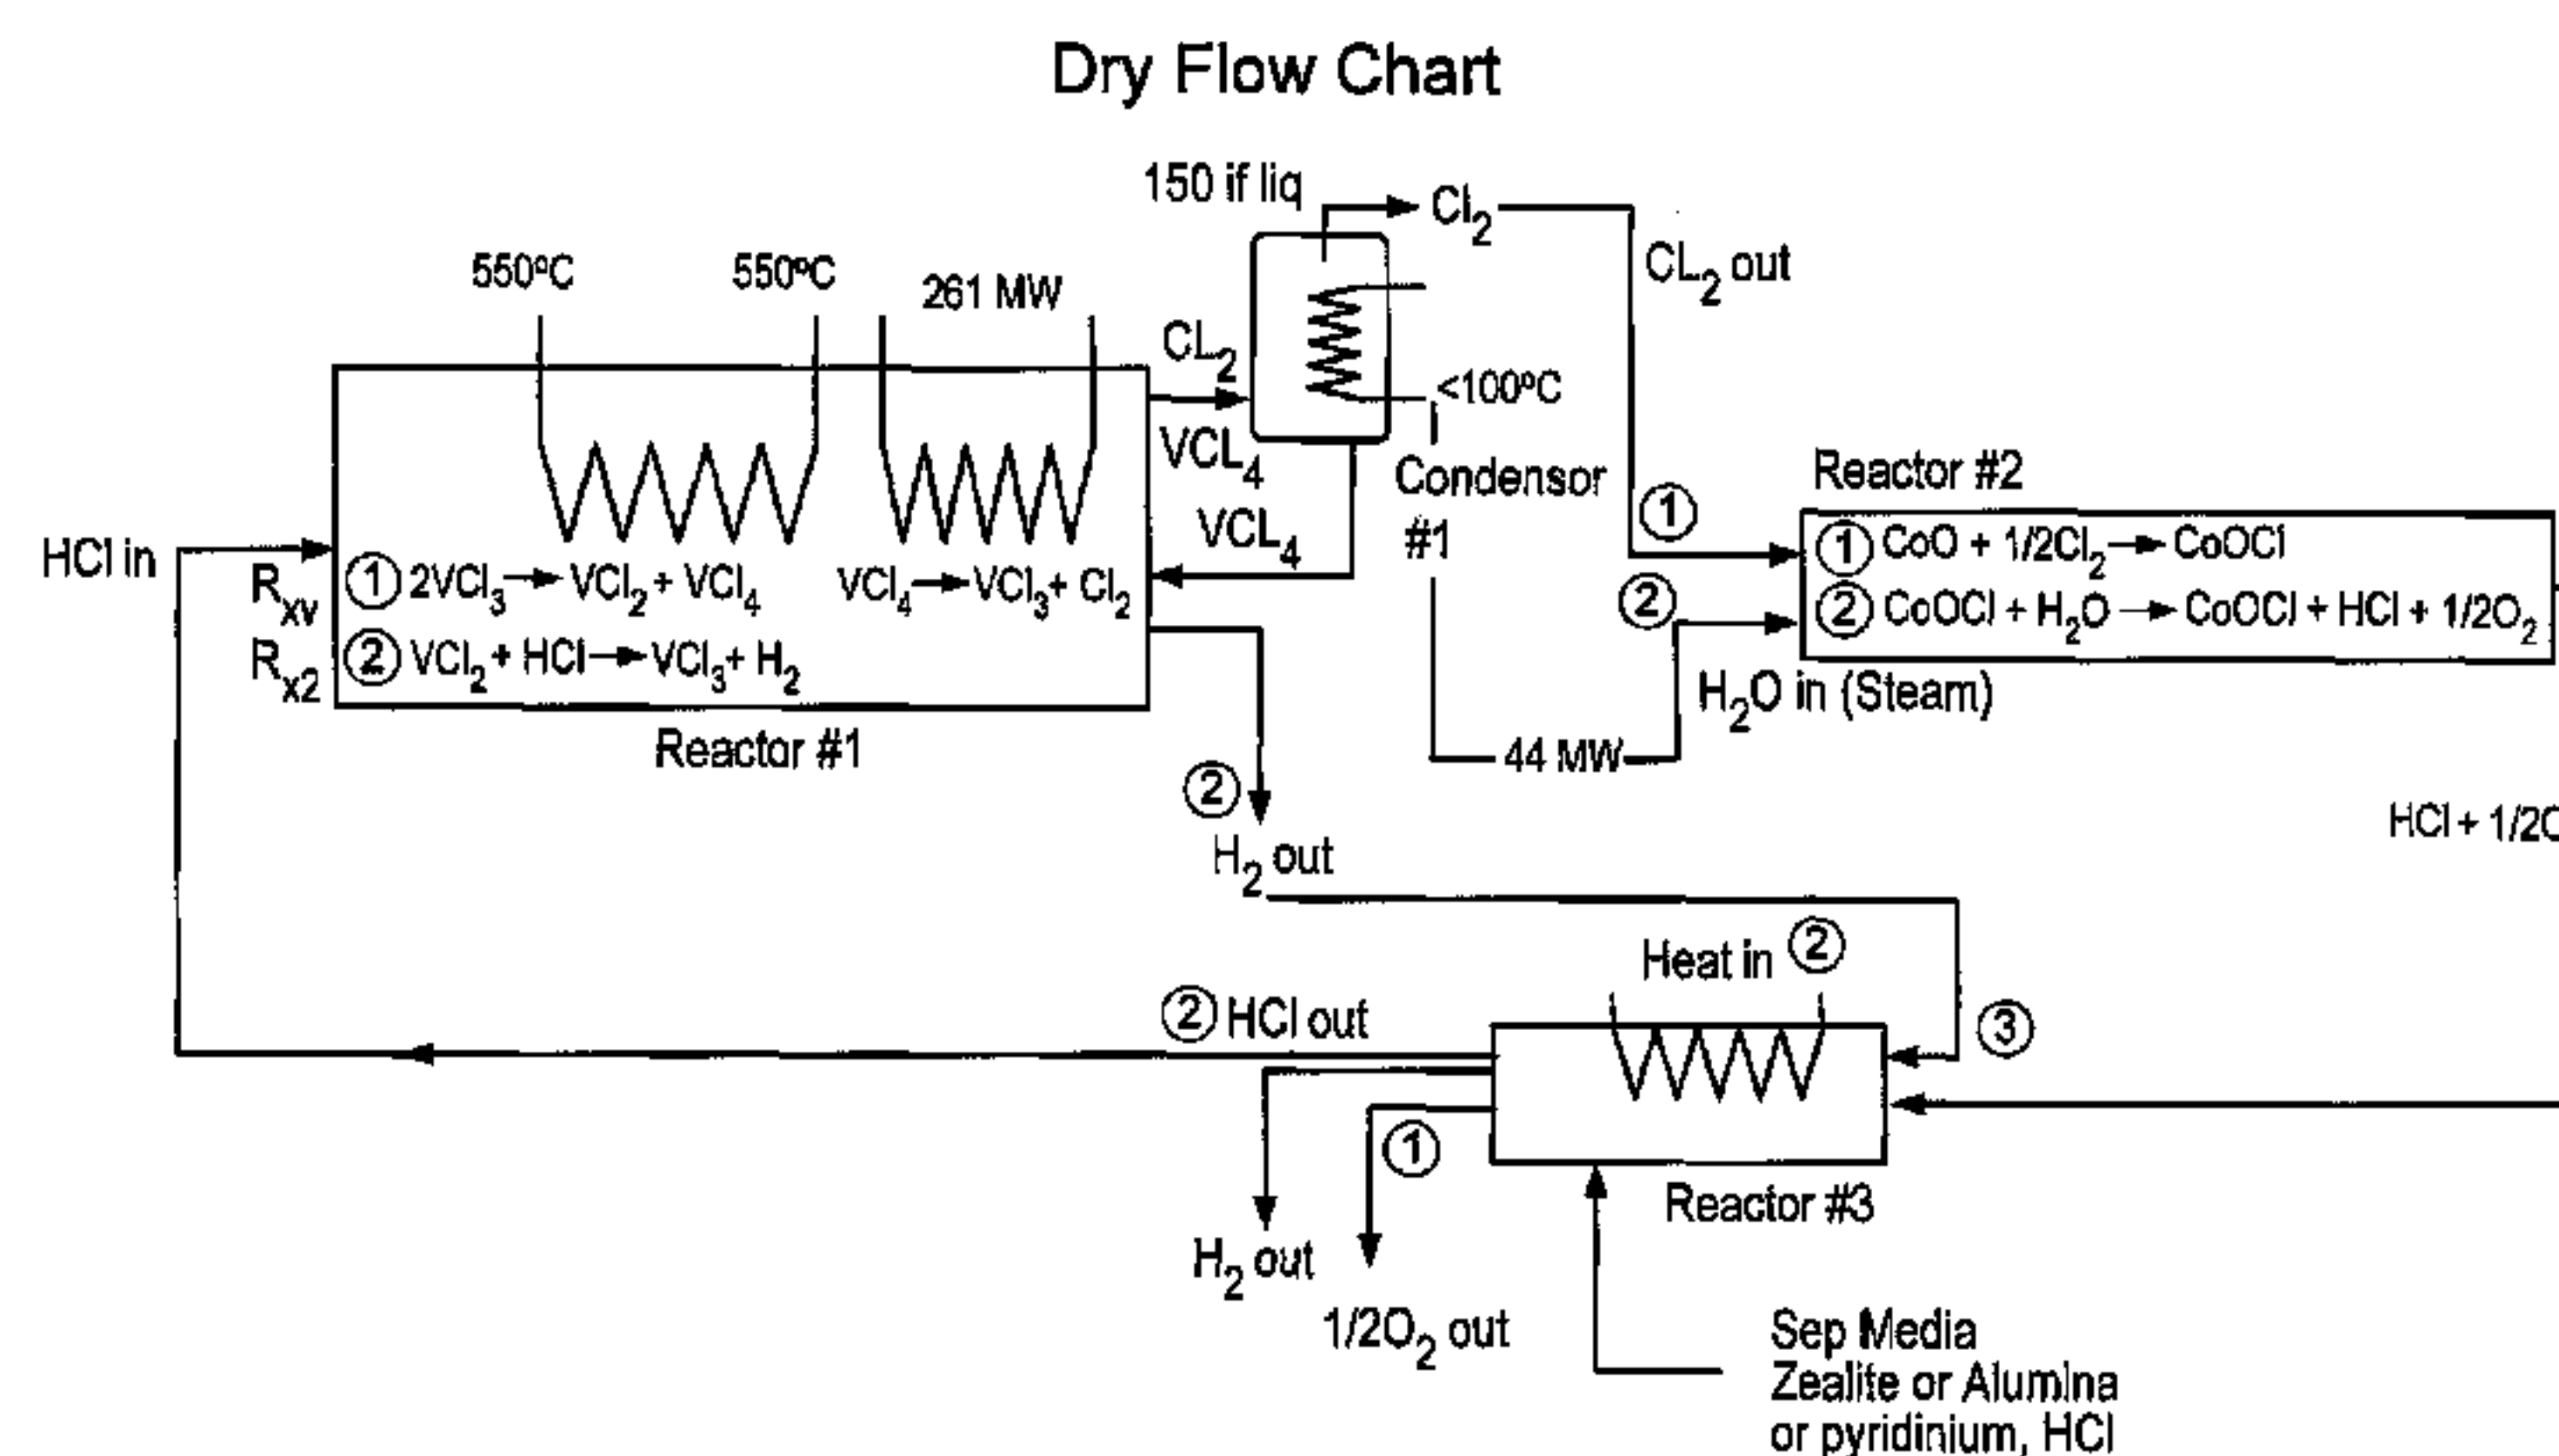 Dry Flow Chart
150 if liq
Cl₂
CL₂ out
550ºC
550ºC
261 MW
CL₂
<100ºC
VCL₄
Condensor
#1
VCL₄
Reactor #2
①
① CoO + 1/2Cl₂ → CoOCl
②
② CoOCl + H₂O → CoOCl + HCl + 1/2O₂
HCl in
Rxv
① 2VCl₃ → VCl₂ + VCl₄
VCl₄ → VCl₃ + Cl₂
Rx2
② VCl₂ + HCl → VCl₃ + H₂
Reactor #1
H₂O in (Steam)
44 MW
②
H₂ out
HCl + 1/2
Heat in ②
② HCl out
③
①
Reactor #3
H₂ out
1/2O₂ out
Sep Media
Zealite or Alumina
or pyridinium, HCl